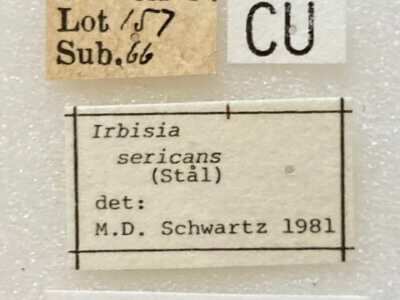 Lot 157
Sub. 66
CU
Irbisia
sericans
(Stål)
det:
M.D. Schwartz 1981